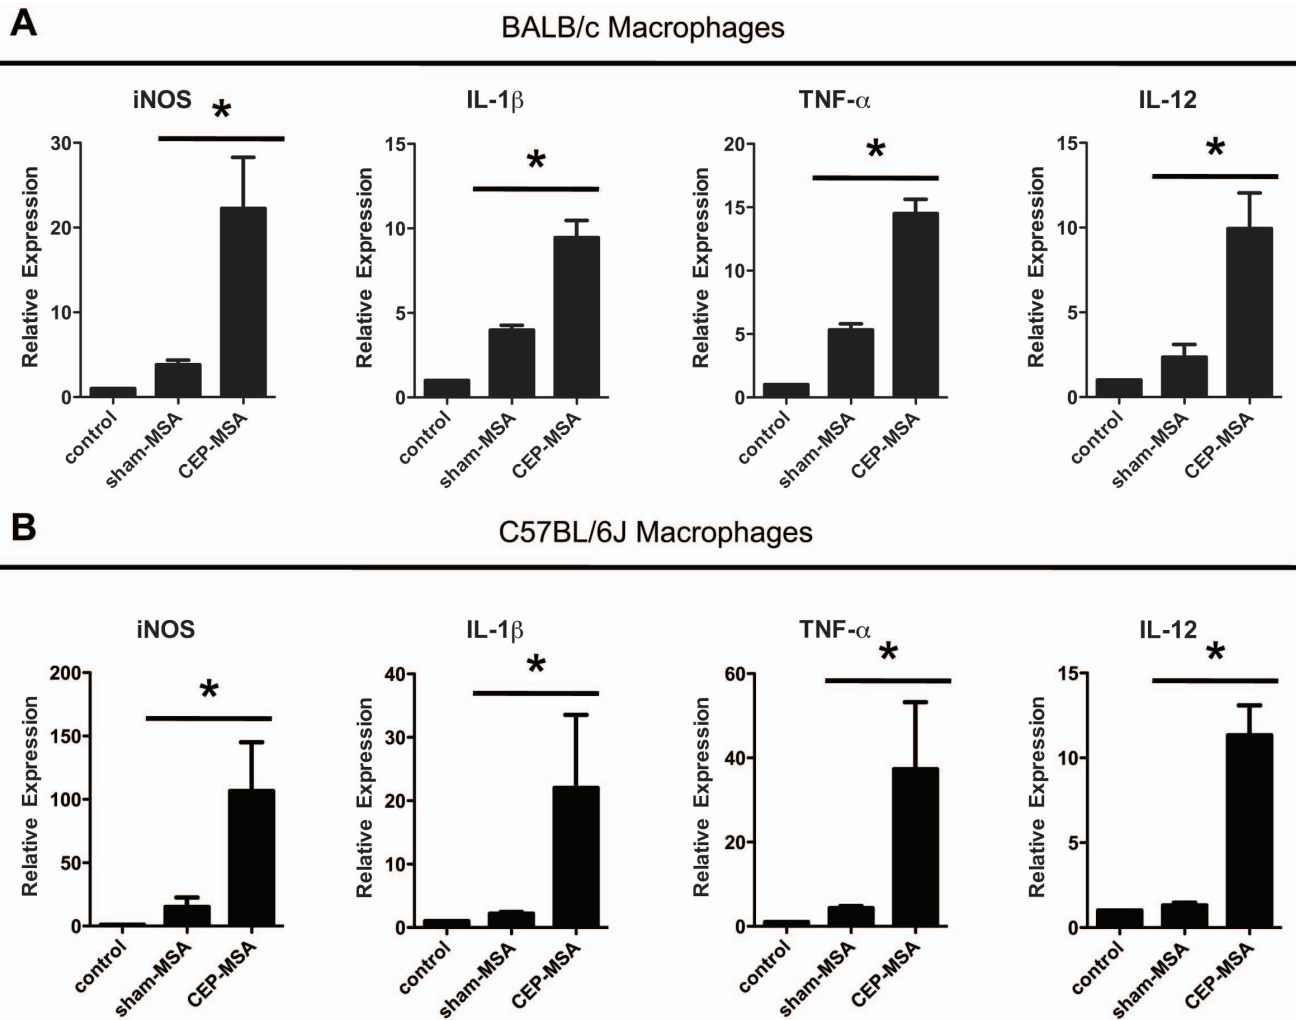 A
BALB/c Macrophages
iNOS
*
Relative Expression
30
20
10
0
control
sham-MSA
CEP-MSA
IL-1β
*
Relative Expression
15
10
5
0
control
sham-MSA
CEP-MSA
TNF-α
*
Relative Expression
20
15
10
5
0
control
sham-MSA
CEP-MSA
IL-12
*
Relative Expression
15
10
5
0
control
sham-MSA
CEP-MSA
B
C57BL/6J Macrophages
iNOS
*
Relative Expression
200
150
100
50
0
control
sham-MSA
CEP-MSA
IL-1β
*
Relative Expression
40
30
20
10
0
control
sham-MSA
CEP-MSA
TNF-α
*
Relative Expression
60
40
20
0
control
sham-MSA
CEP-MSA
IL-12
*
Relative Expression
15
10
5
0
control
sham-MSA
CEP-MSA